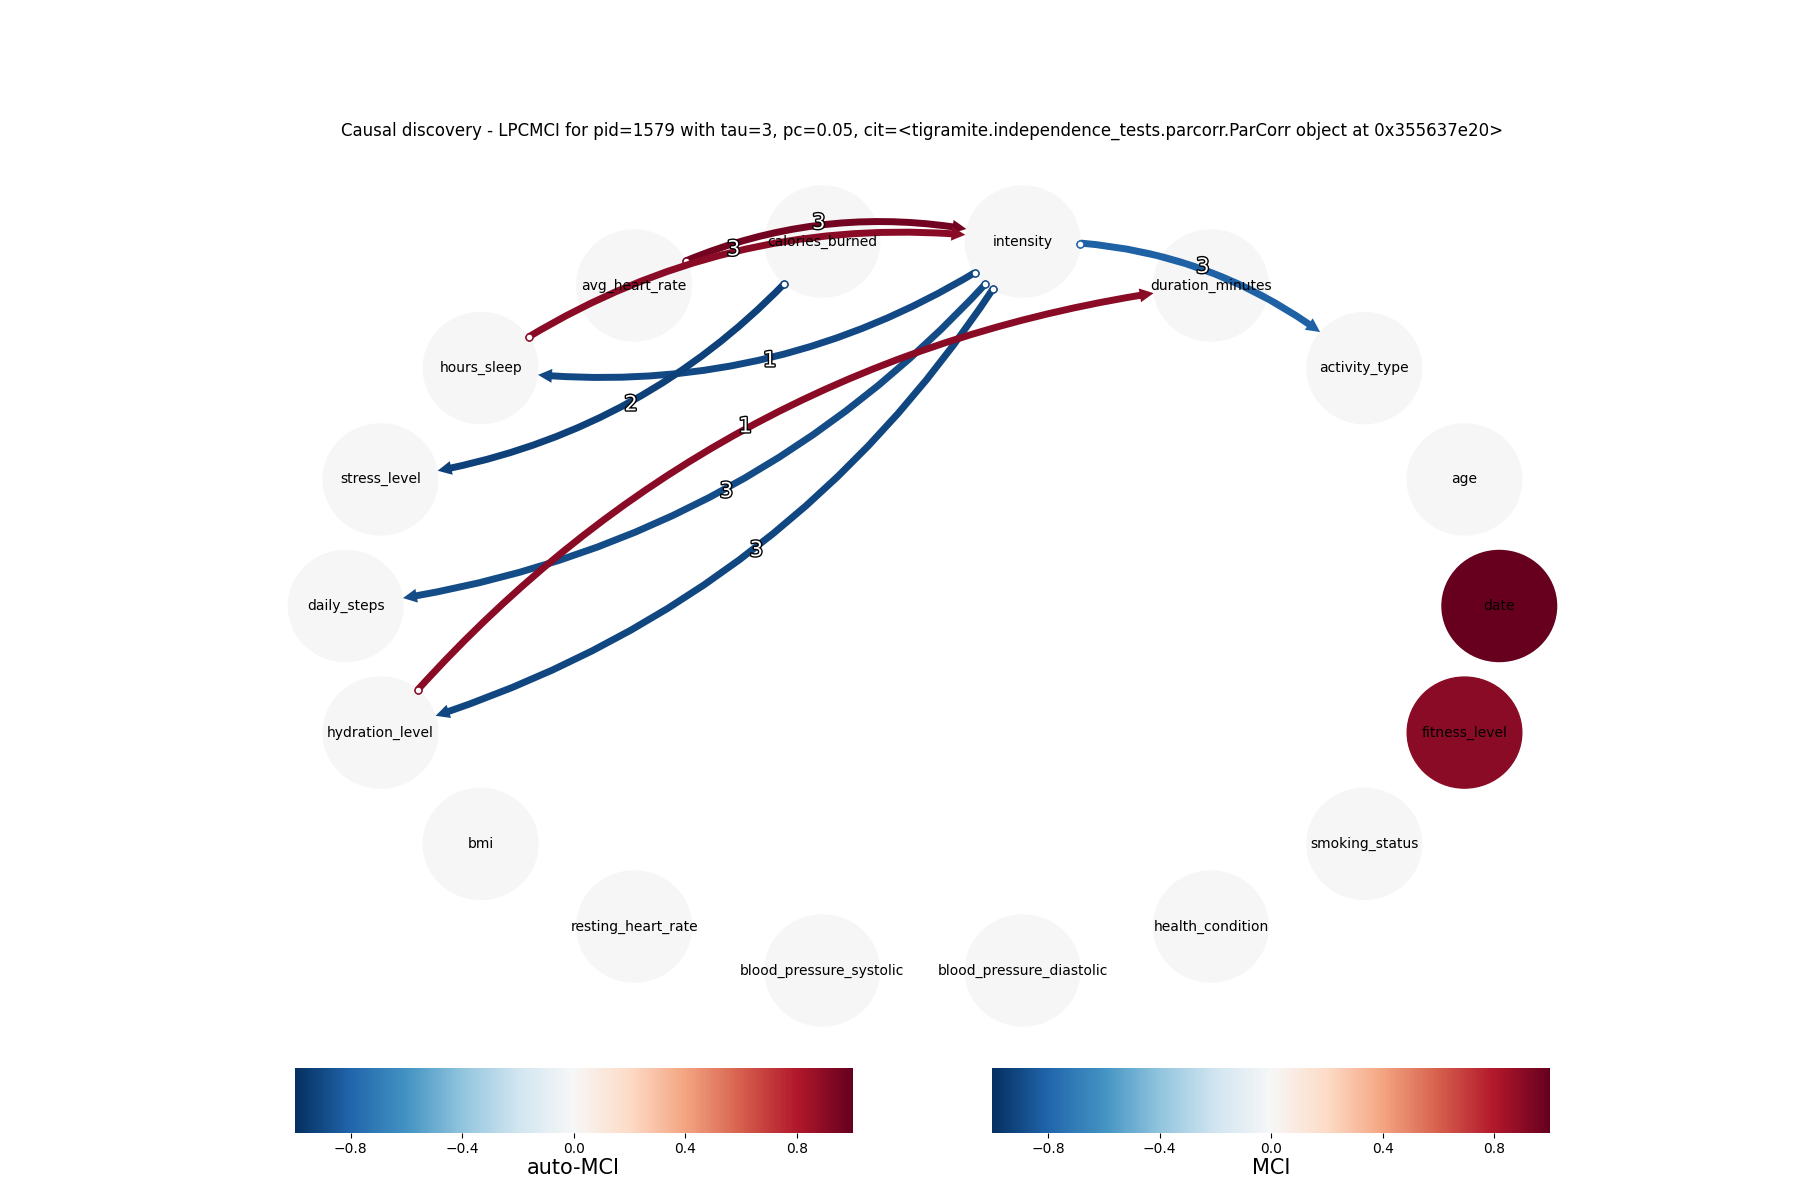 Causal discovery - LPCMCI for pid=1579 with tau=3, pc=0.05, cit=<tigramite.independence_tests.parcorr.ParCorr object at 0x355637e20>
3
calories_burned
intensity
3
3
avg_heart_rate
duration_minutes
1
hours_sleep
activity_type
2
1
stress_level
age
3
3
daily_steps
date
hydration_level
fitness_level
bmi
smoking_status
resting_heart_rate
health_condition
blood_pressure_systolic
blood_pressure_diastolic
−0.8 −0.4 0.0 0.4 0.8
auto-MCI
−0.8 −0.4 0.0 0.4 0.8
MCI